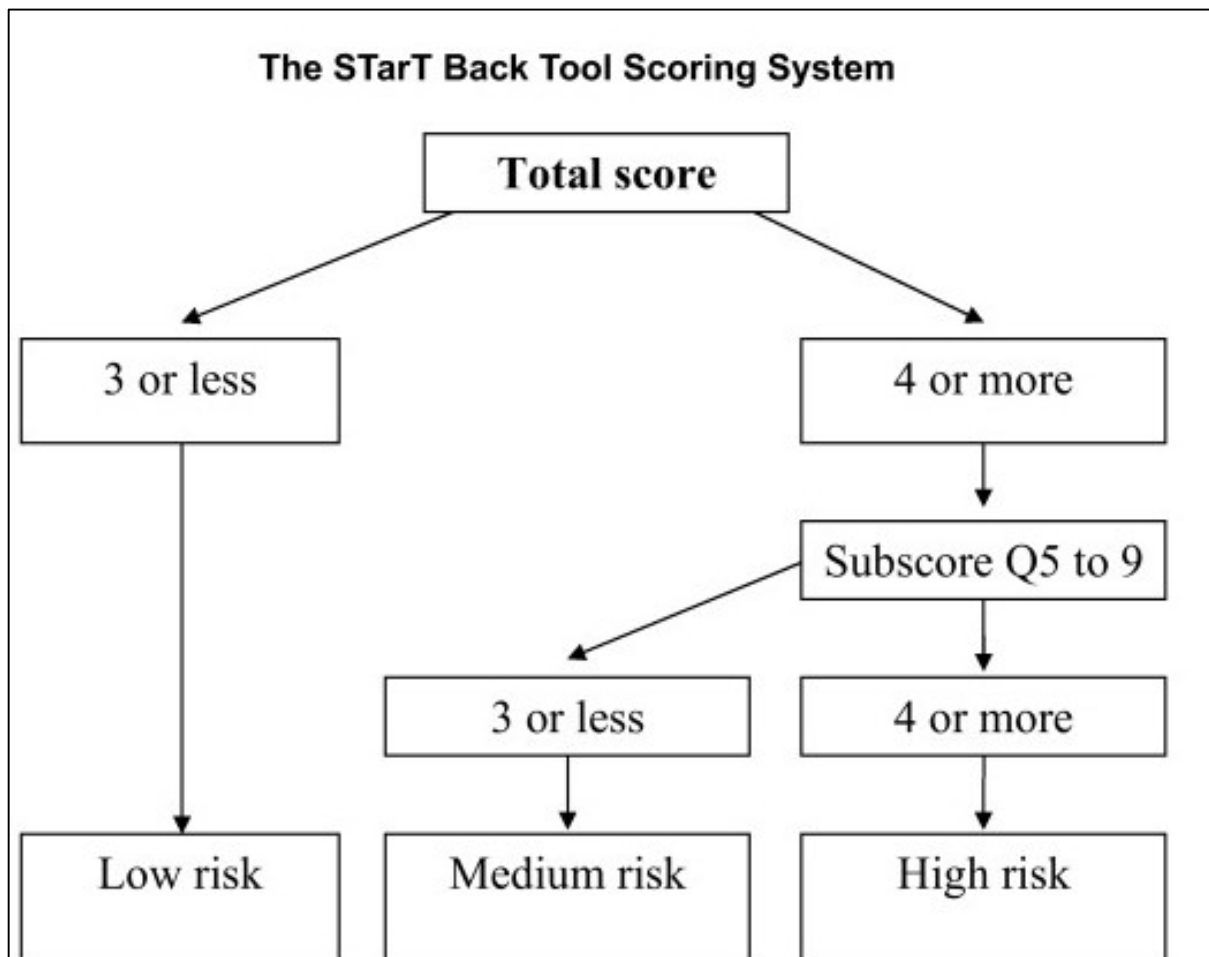 The STarT Back Tool Scoring System
Total score
3 or less
4 or more
Subscore Q5 to 9
3 or less
4 or more
Low risk
Medium risk
High risk